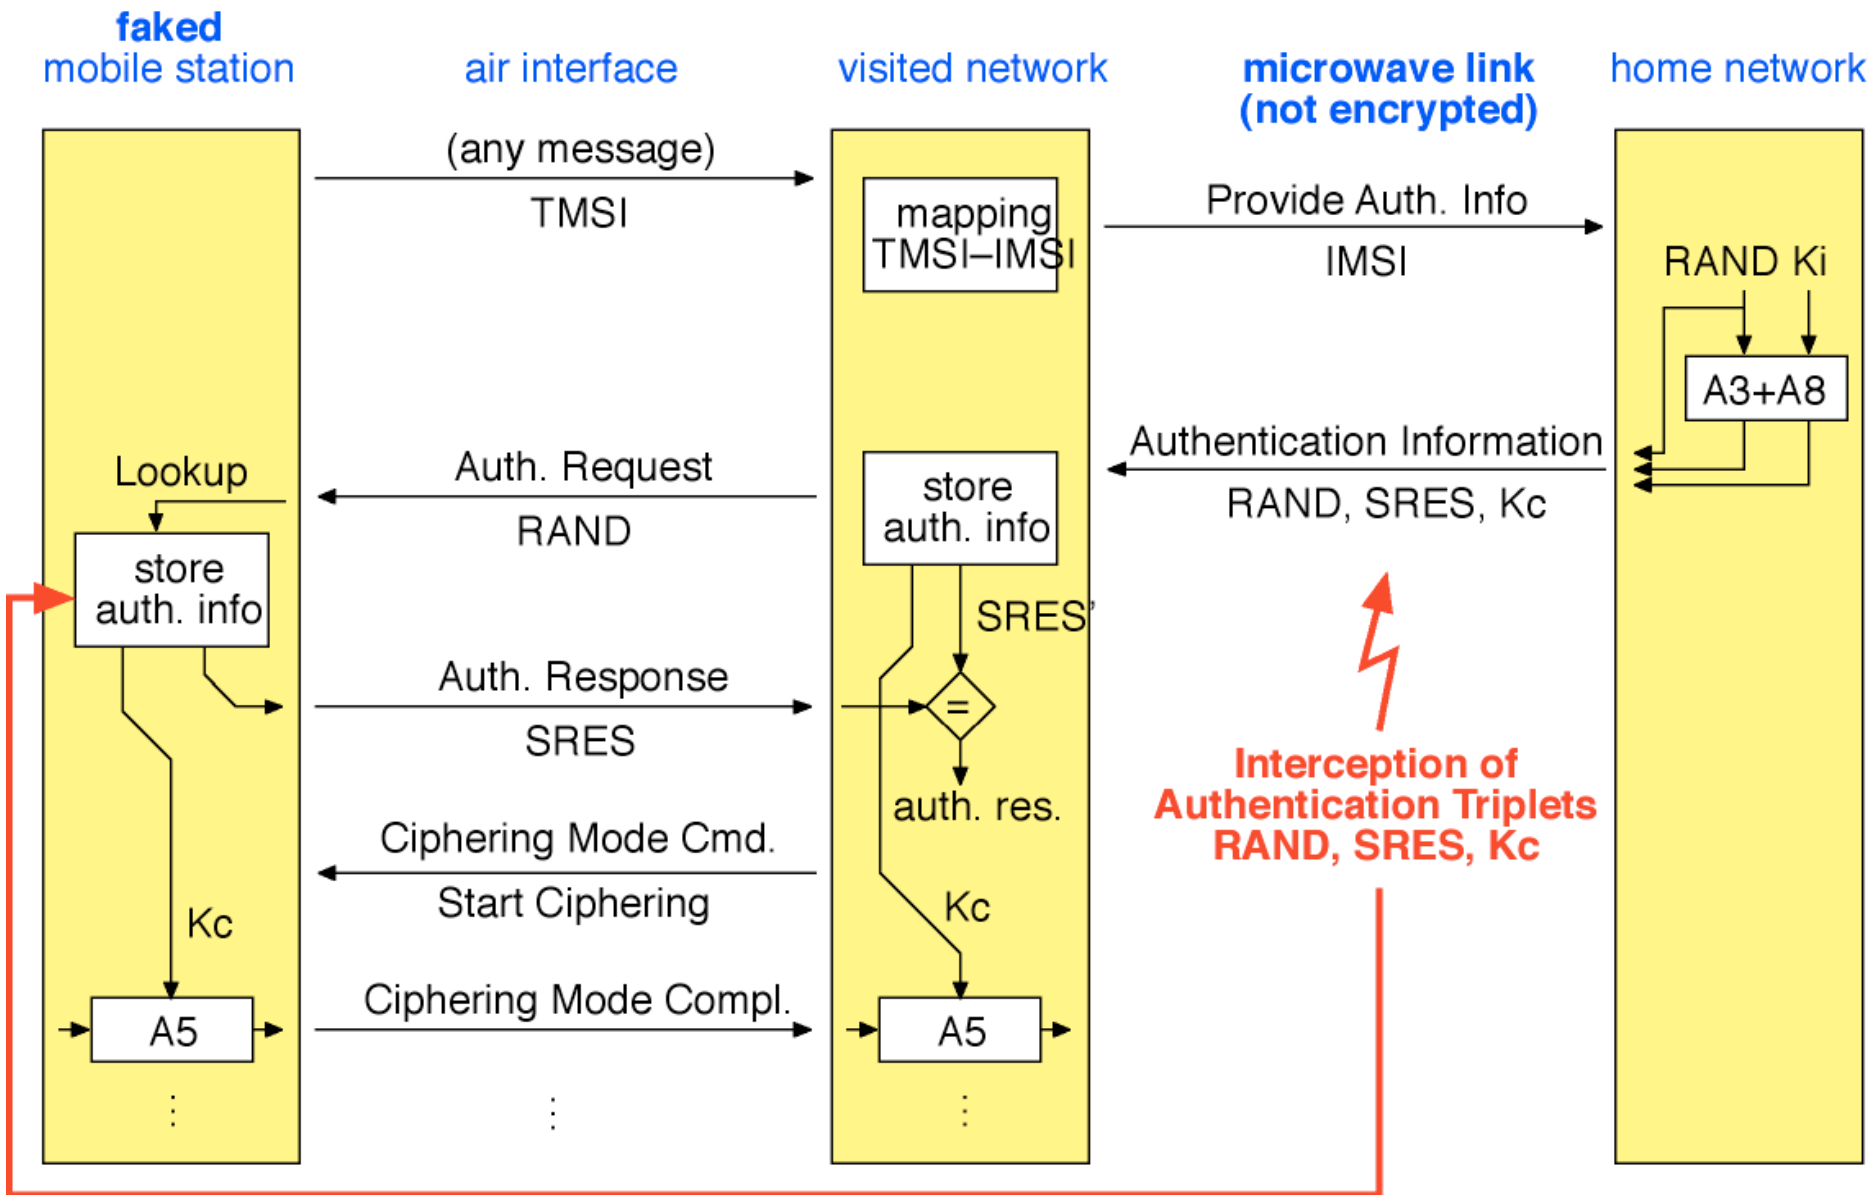 faked
mobile station
air interface
visited network
microwave link
(not encrypted)
home network
(any message)
TMSI
mapping
TMSI–IMSI
Provide Auth. Info
IMSI
RAND Ki
A3+A8
Authentication Information
RAND, SRES, Kc
store
auth. info
Auth. Request
RAND
Lookup
store
auth. info
SRES’
Auth. Response
SRES
=
auth. res.
Interception of
Authentication Triplets
RAND, SRES, Kc
Ciphering Mode Cmd.
Start Ciphering
Kc
Kc
Ciphering Mode Compl.
A5
A5